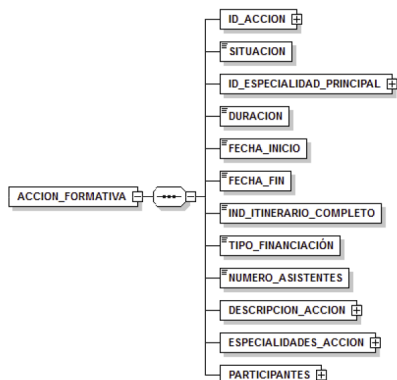 ID_ACCION
SITUACION
ID_ESPECIALIDAD_PRINCIPAL
DURACION
FECHA_INICIO
ACCION_FORMATIVA
FECHA_FIN
IND_ITINERARIO_COMPLETO
TIPO_FINANCIACIÓN
NUMERO_ASISTENTES
DESCRIPCION_ACCION
ESPECIALIDADES_ACCION
PARTICIPANTES